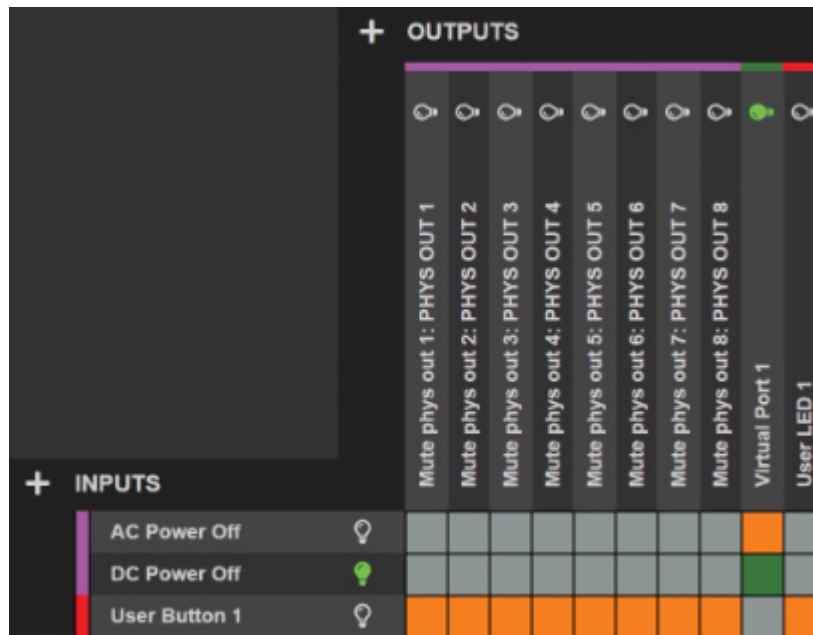 OUTPUTS
Mute phys out 1: PHYS OUT 1
Mute phys out 2: PHYS OUT 2
Mute phys out 3: PHYS OUT 3
Mute phys out 4: PHYS OUT 4
Mute phys out 5: PHYS OUT 5
Mute phys out 6: PHYS OUT 6
Mute phys out 7: PHYS OUT 7
Mute phys out 8: PHYS OUT 8
Virtual Port 1
User LED 1
INPUTS
AC Power Off
DC Power Off
User Button 1